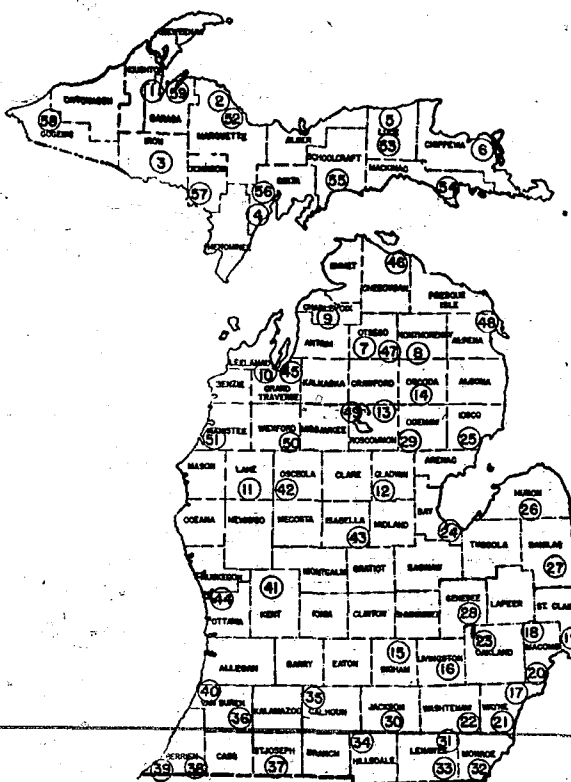 KEWEENAW
HOUGHTON
ONTONAGON
1
59
2
52
5
LUCE
53
CHIPPEWA
6
58
GOGEBIC
BARAGA
MARQUETTE
ALGER
SCHOOLCRAFT
IRON
3
DICKINSON
57
56
DELTA
55
MACKINAC
54
4
MENOMINEE
46
EMMET
CHEBOYGAN
PRESQUE
ISLE
CHARLEVOIX
9
48
OTSEGO
MONTMORENCY
ANTRIM
7
47
8
ALPENA
LEELANAU
10
45
BENZIE
GRAND
TRAVERSE
KALKASKA
CRAWFORD
OSCODA
14
ALCONA
49
13
MANISTEE
51
WEXFORD
50
MISSAUKEE
ROSCOMMON
OGEMAW
29
IOSCO
25
MASON
LAKE
11
OSCEOLA
42
CLARE
GLADWIN
12
ARENAC
HURON
26
OCEANA
NEWAYGO
MECOSTA
ISABELLA
43
MIDLAND
BAY
24
TUSCOLA
SANILAC
27
MUSKEGON
44
OTTAWA
41
KENT
MONTCALM
GRATIOT
SAGINAW
IONIA
CLINTON
SHIAWASSEE
GENESEE
28
LAPEER
ST. CLAIR
ALLEGAN
BARRY
EATON
15
INGHAM
LIVINGSTON
16
23
OAKLAND
18
MACOMB
19
20
40
VAN BUREN
36
KALAMAZOO
35
CALHOUN
JACKSON
30
WASHTENAW
22
WAYNE
21
17
BERRIEN
39
38
CASS
ST.JOSEPH
37
BRANCH
34
HILLSDALE
31
LENAWEE
33
MONROE
32